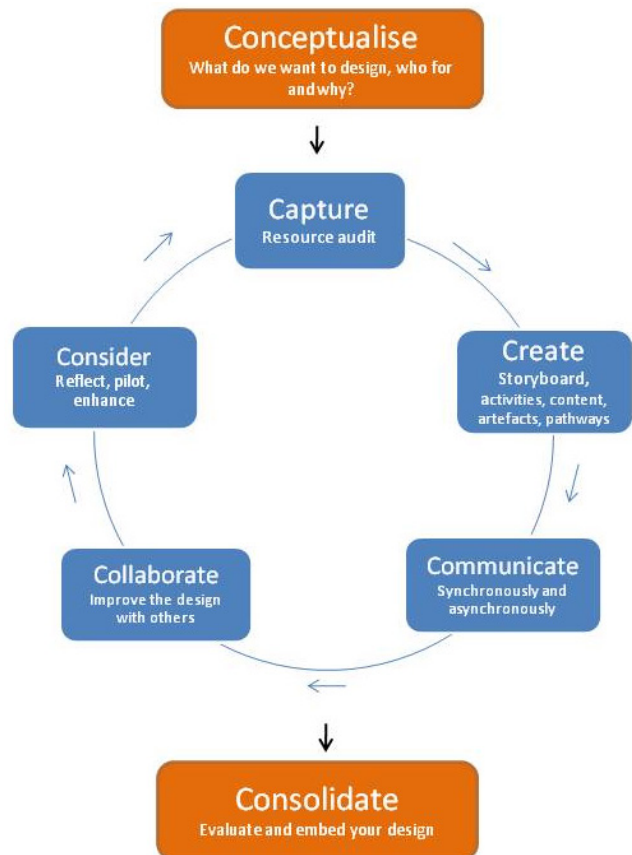 Conceptualise
What do we want to design, who for
and why?
Capture
Resource audit
Create
Storyboard,
activities, content,
artefacts, pathways
Communicate
Synchronously and
asynchronously
Collaborate
Improve the design
with others
Consider
Reflect, pilot,
enhance
Consolidate
Evaluate and embed your design